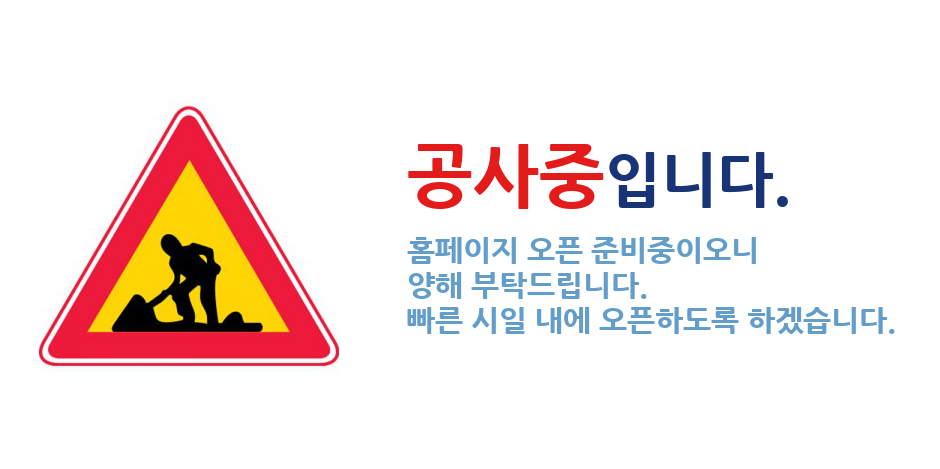 공사중입니다.
홈페이지 오픈 준비중이오니
양해 부탁드립니다.
빠른 시일 내에 오픈하도록 하겠습니다.